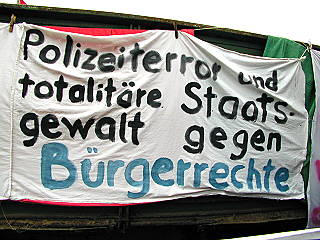 Polizeiterror und
totalitäre Staats-
gewalt gegen
Bürgerrechte